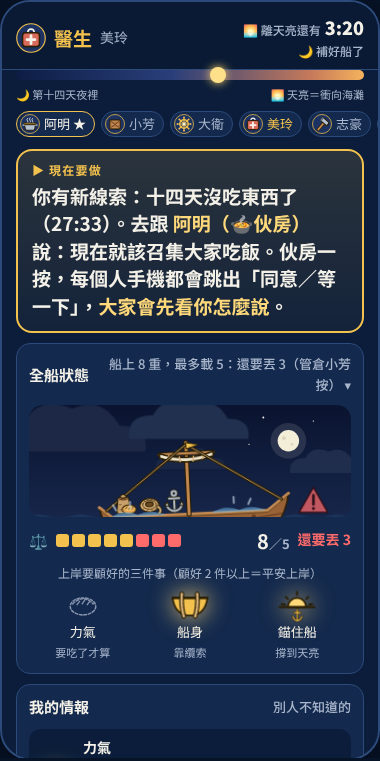 醫生 美玲
🌅 離天亮還有 3:20
🌙 補好船了
🌙 第十四天夜裡
🌅 天亮＝衝向海灘
阿明 ★
小芳
大衛
美玲
志豪
▶ 現在要做
你有新線索：十四天沒吃東西了
（27:33）。去跟 阿明（🍲伙房）
說：現在就該召集大家吃飯。伙房一
按，每個人手機都會跳出「同意／等
一下」，大家會先看你怎麼說。
全船狀態
船上 8 重，最多載 5：還要丟 3（管倉小芳
按） ▾
8／5 還要丟 3
上岸要顧好的三件事（顧好 2 件以上＝平安上岸）
力氣
船身
錨住船
要吃了才算
靠纜索
撐到天亮
我的情報
別人不知道的
力氣